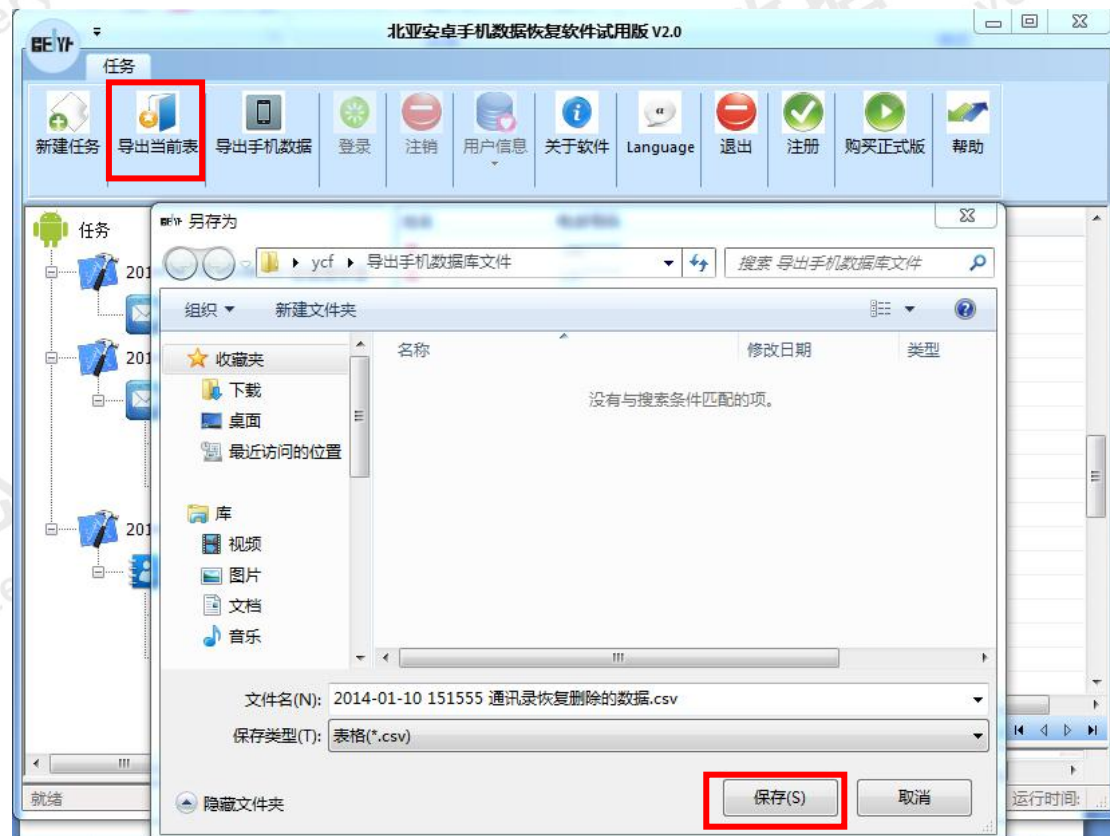 北亚安卓手机数据恢复软件试用版 V2.0
任务
新建任务 导出当前表 导出手机数据 登录 注销 用户信息 关于软件 Language 退出 注册 购买正式版 帮助
任务
另存为
ycf 导出手机数据库文件 搜索 导出手机数据库文件
201
组织 新建文件夹
名称 修改日期 类型
收藏夹
201
下载
没有与搜索条件匹配的项。
桌面
最近访问的位置
库
201
视频
图片
文档
音乐
文件名(N): 2014-01-10 151555 通讯录恢复删除的数据.csv
保存类型(T): 表格(*.csv)
隐藏文件夹 保存(S) 取消
就绪 运行时间: